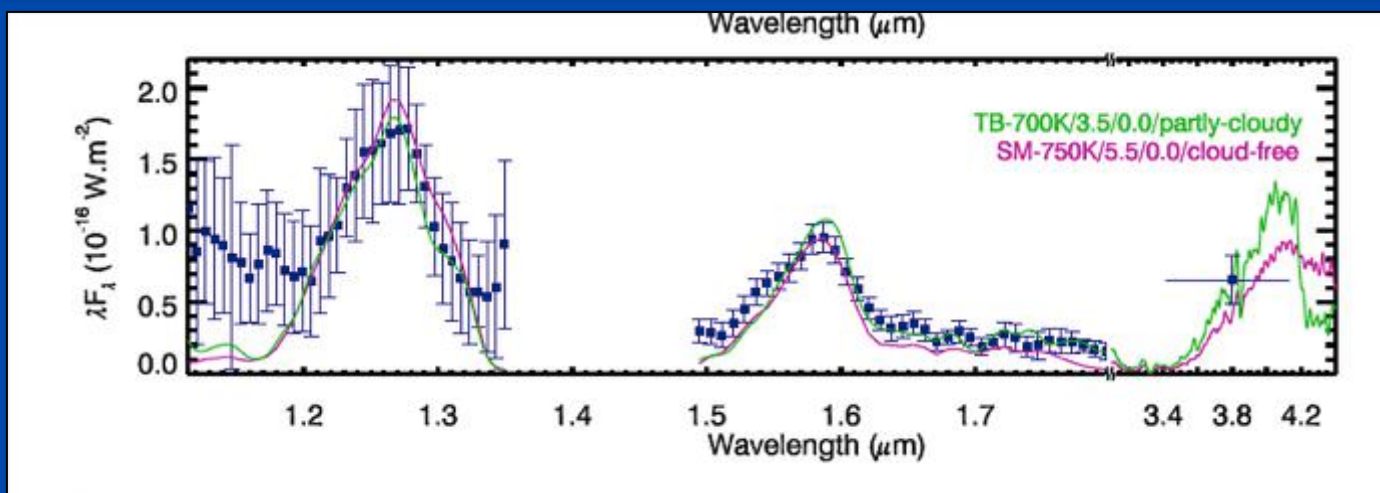 Wavelength (μm)
2.0
1.5
1.0
0.5
0.0
λFλ (10-16 W.m-2)
TB-700K/3.5/0.0/partly-cloudy
SM-750K/5.5/0.0/cloud-free
1.2 1.3 1.4 1.5 1.6 1.7 3.4 3.8 4.2
Wavelength (μm)